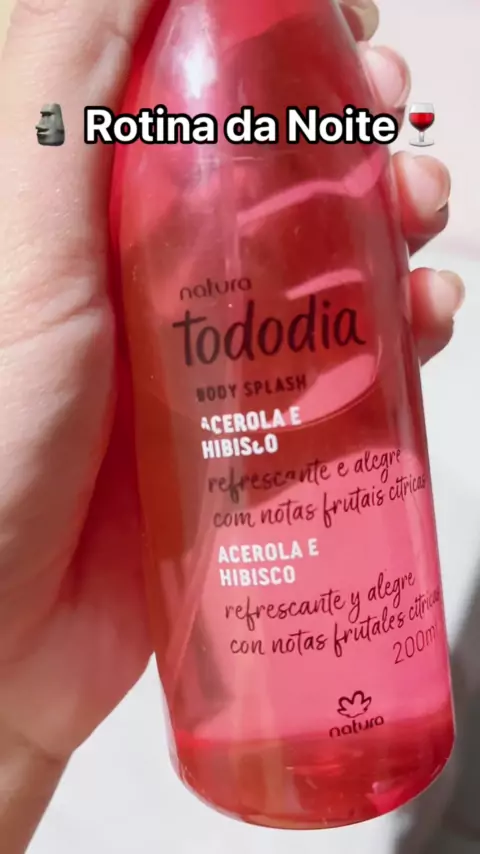 🗿 Rotina da Noite🍷
natura
tododia
BODY SPLASH
ACEROLA E
HIBISCO
refrescante e alegre
com notas frutais cítricas
ACEROLA E
HIBISCO
refrescante y alegre
con notas frutales cítricas
200ml
natura